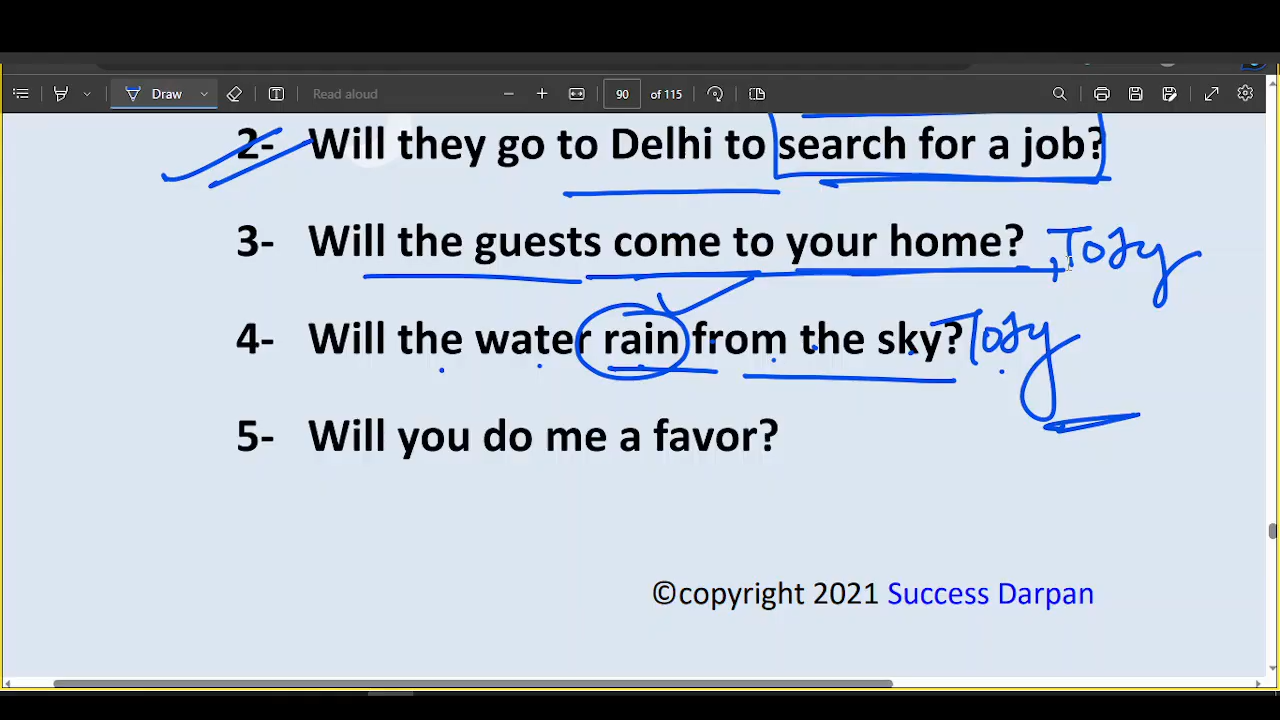 Draw
Read aloud
90 of 115
2- Will they go to Delhi to search for a job?
3- Will the guests come to your home?
4- Will the water rain from the sky?
5- Will you do me a favor?
©copyright 2021 Success Darpan